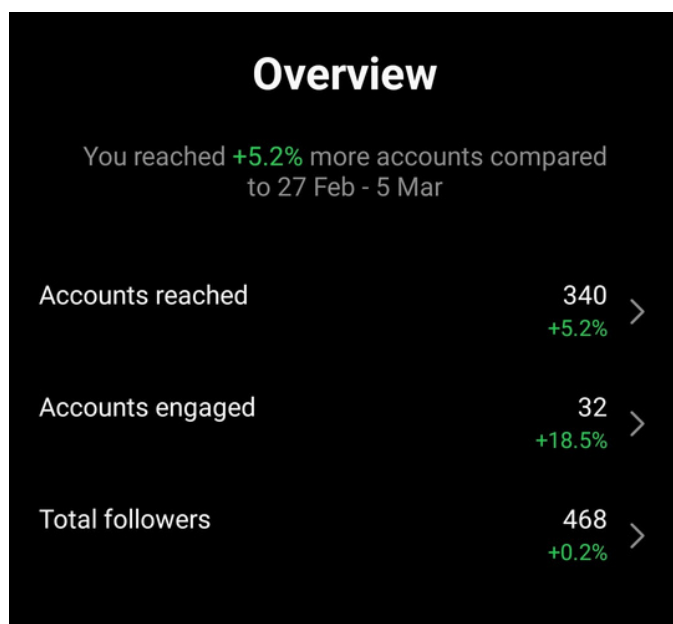 Overview
You reached +5.2% more accounts compared
to 27 Feb - 5 Mar
Accounts reached 340
+5.2%
Accounts engaged 32
+18.5%
Total followers 468
+0.2%